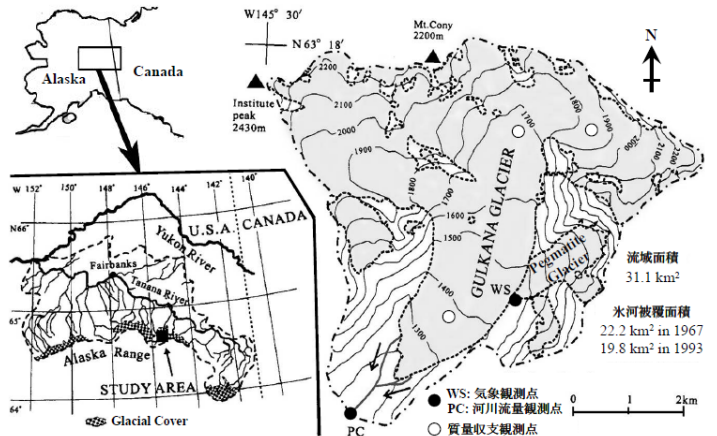 Alaska
Canada
W145° 30'
N 63° 18'
Mt.Cony
2200m
N
Institute
peak
2430m
2200
2100
2000
1900
1800
1700
1600
1500
1400
1300
1700
1800
1900
2000
2100
2200
GULKANA GLACIER
Pegmatite
Glacier
WS
PC
流域面積
31.1 km²
氷河被覆面積
22.2 km² in 1967
19.8 km² in 1993
WS: 気象観測点
PC: 河川流量観測点
質量収支観測点
0 1 2km
W 152° 150° 148° 146° 144° 142° 140°
N66°
65°
64°
U.S.A. CANADA
Yukon River
Fairbanks
Tanana River
Alaska Range
STUDY AREA
Glacial Cover